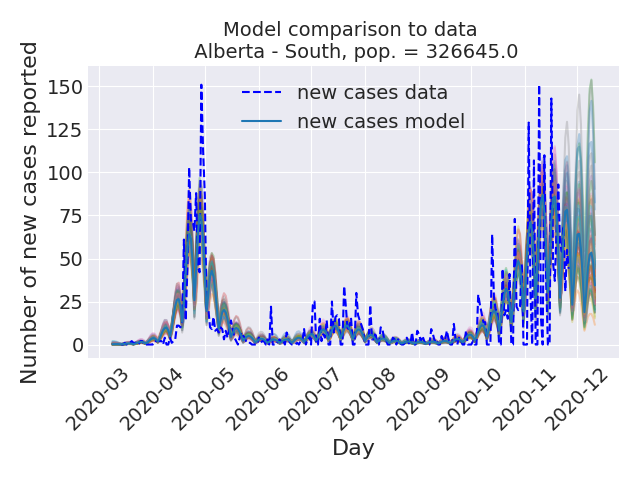 Model comparison to data
Alberta - South, pop. = 326645.0
new cases data
new cases model
Number of new cases reported
150
125
100
75
50
25
0
2020-03
2020-04
2020-05
2020-06
2020-07
2020-08
2020-09
2020-10
2020-11
2020-12
Day